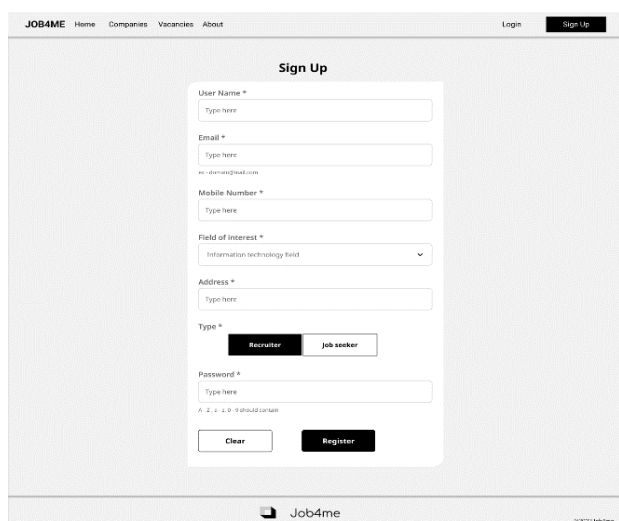 JOB4ME Home Companies Vacancies About Login Sign Up
Sign Up
User Name *
Type here
Email *
Type here
ex - domain@mail.com
Mobile Number *
Type here
Field of interest *
Information technology field
Address *
Type here
Type *
Recruiter Job seeker
Password *
Type here
A - Z , a - z, 0 - 9 should contain
Clear Register
Job4me